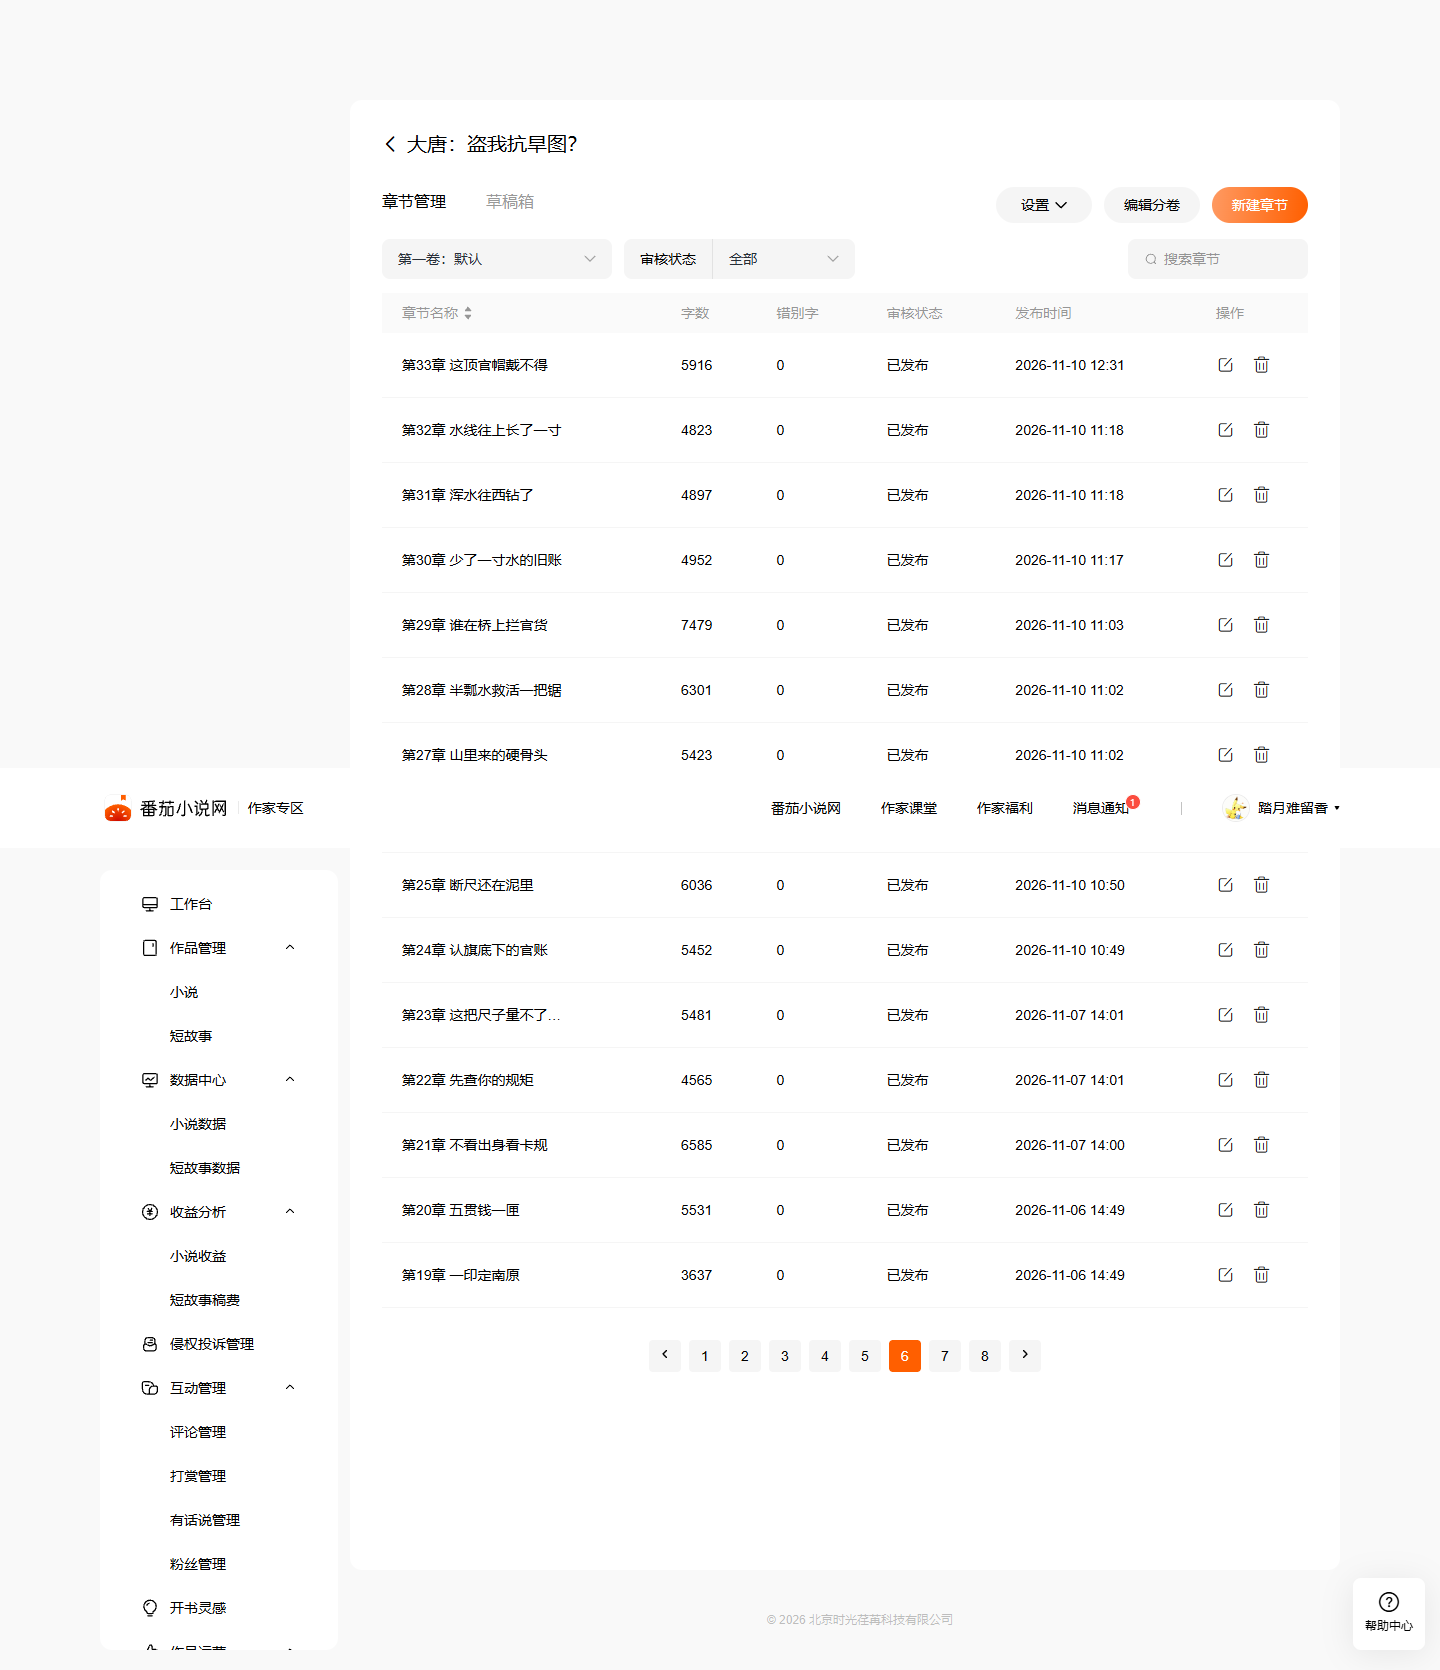 大唐：盗我抗旱图？
章节管理 草稿箱 设置 编辑分卷 新建章节
第一卷：默认 审核状态 全部 搜索章节
章节名称 字数 错别字 审核状态 发布时间 操作
第33章 这顶官帽戴不得 5916 0 已发布 2026-11-10 12:31
第32章 水线往上长了一寸 4823 0 已发布 2026-11-10 11:18
第31章 浑水往西钻了 4897 0 已发布 2026-11-10 11:18
第30章 少了一寸水的旧账 4952 0 已发布 2026-11-10 11:17
第29章 谁在桥上拦官货 7479 0 已发布 2026-11-10 11:03
第28章 半瓢水救活一把锯 6301 0 已发布 2026-11-10 11:02
第27章 山里来的硬骨头 5423 0 已发布 2026-11-10 11:02
番茄小说网 作家专区 番茄小说网 作家课堂 作家福利 消息通知 1 踏月难留香
第25章 断尺还在泥里 6036 0 已发布 2026-11-10 10:50
第24章 认旗底下的官账 5452 0 已发布 2026-11-10 10:49
第23章 这把尺子量不了... 5481 0 已发布 2026-11-07 14:01
第22章 先查你的规矩 4565 0 已发布 2026-11-07 14:01
第21章 不看出身看卡规 6585 0 已发布 2026-11-07 14:00
第20章 五贯钱一匣 5531 0 已发布 2026-11-06 14:49
第19章 一印定南原 3637 0 已发布 2026-11-06 14:49
1 2 3 4 5 6 7 8
工作台
作品管理
小说
短故事
数据中心
小说数据
短故事数据
收益分析
小说收益
短故事稿费
侵权投诉管理
互动管理
评论管理
打赏管理
有话说管理
粉丝管理
开书灵感
© 2026 北京时光荏苒科技有限公司
帮助中心